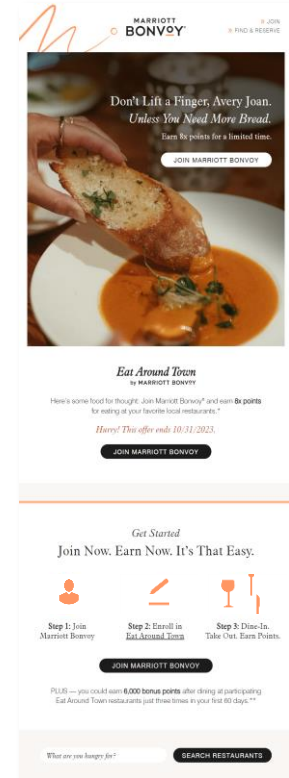 MARRIOTT
BONVOY
JOIN
FIND & RESERVE
Don't Lift a Finger, Avery Joan.
Unless You Need More Bread.
Earn 8x points for a limited time.
JOIN MARRIOTT BONVOY
Eat Around Town
by MARRIOTT BONVOY
Here's some food for thought: Join Marriott Bonvoy® and earn 8x points
for eating at your favorite local restaurants.*
Hurry! This offer ends 10/31/2023.
JOIN MARRIOTT BONVOY
Get Started
Join Now. Earn Now. It's That Easy.
Step 1: Join
Marriott Bonvoy
Step 2: Enroll in
Eat Around Town
Step 3: Dine-In.
Take Out. Earn Points.
JOIN MARRIOTT BONVOY
PLUS — you could earn 6,000 bonus points after dining at participating
Eat Around Town restaurants just three times in your first 60 days.**
What are you hungry for?
SEARCH RESTAURANTS